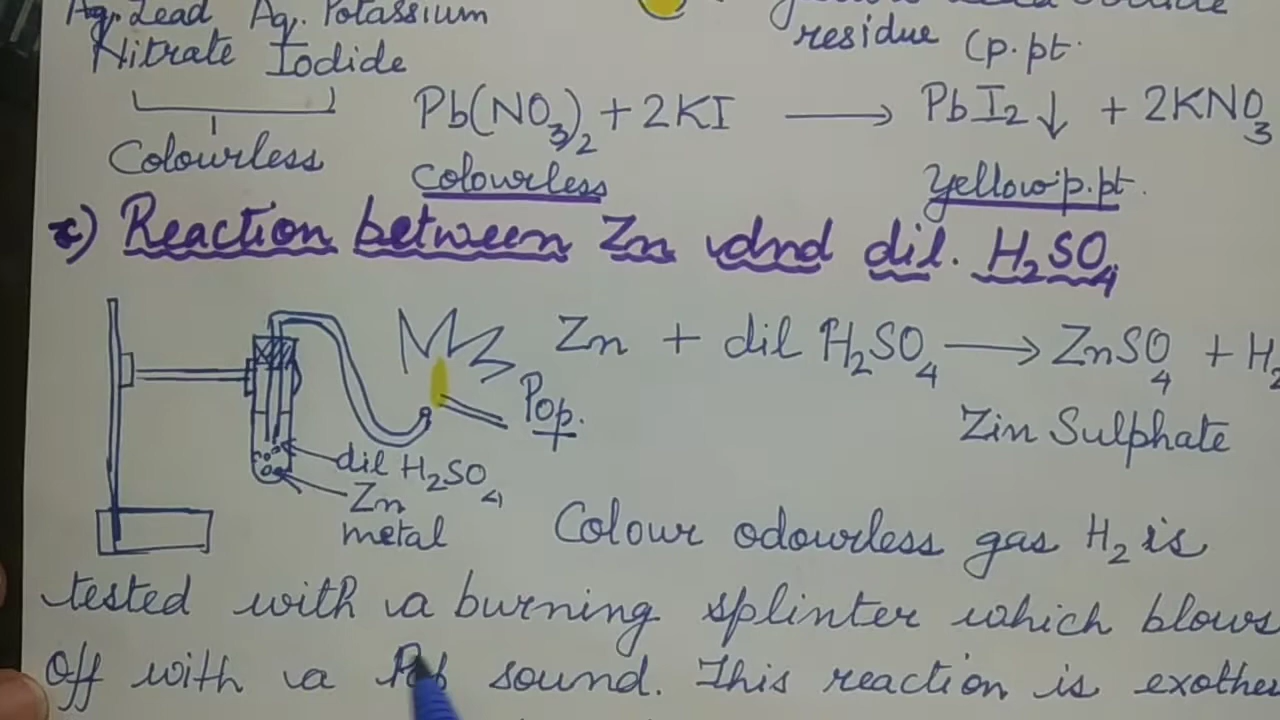 Aq. Lead Aq. Potassium
Nitrate Iodide
residue (p.pt.
Colourless
Pb(NO3)2 + 2KI → PbI2↓ + 2KNO3
Colourless
Yellow p.pt.
c) Reaction between Zn and dil. H2SO4
Zn + dil H2SO4 → ZnSO4 + H2
Zin Sulphate
Pop.
dil H2SO4
Zn
metal
Colour odourless gas H2 is
tested with a burning splinter which blows
off with a Pop sound. This reaction is exother